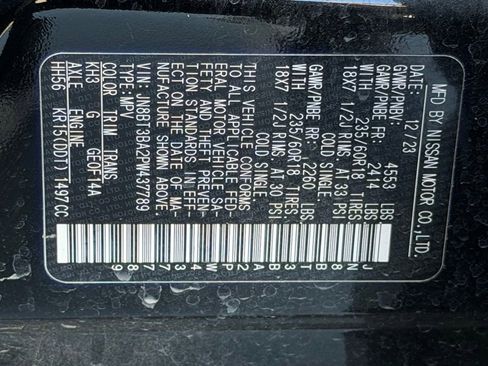 MFD BY NISSAN MOTOR CO.,LTD.
12/23
GVWR/PNBV: 4553 LBS.
GAWR/PNBE FR: 2414 LBS.
WITH 235/60R18 TIRES,
18X7 1/2J RIMS, AT 33 PSI
COLD SINGLE
GAWR/PNBE RR: 2260 LBS.
WITH 235/60R18 TIRES,
18X7 1/2J RIMS, AT 30 PSI
COLD SINGLE
THIS VEHICLE CONFORMS
TO ALL APPLICABLE FED-
ERAL MOTOR VEHICLE SA-
FETY AND THEFT PREVEN-
TION STANDARDS IN EFF-
ECT ON THE DATE OF MA-
NUFACTURE SHOWN ABOVE.
VIN: JN8BT3BA2PW437789
TYPE: MPV
COLOR TRIM TRANS
KH3 G GE0FT4A
AXLE ENGINE
HH56 KR15(DDT) 1497CC
JN8BT3BA2PW437789